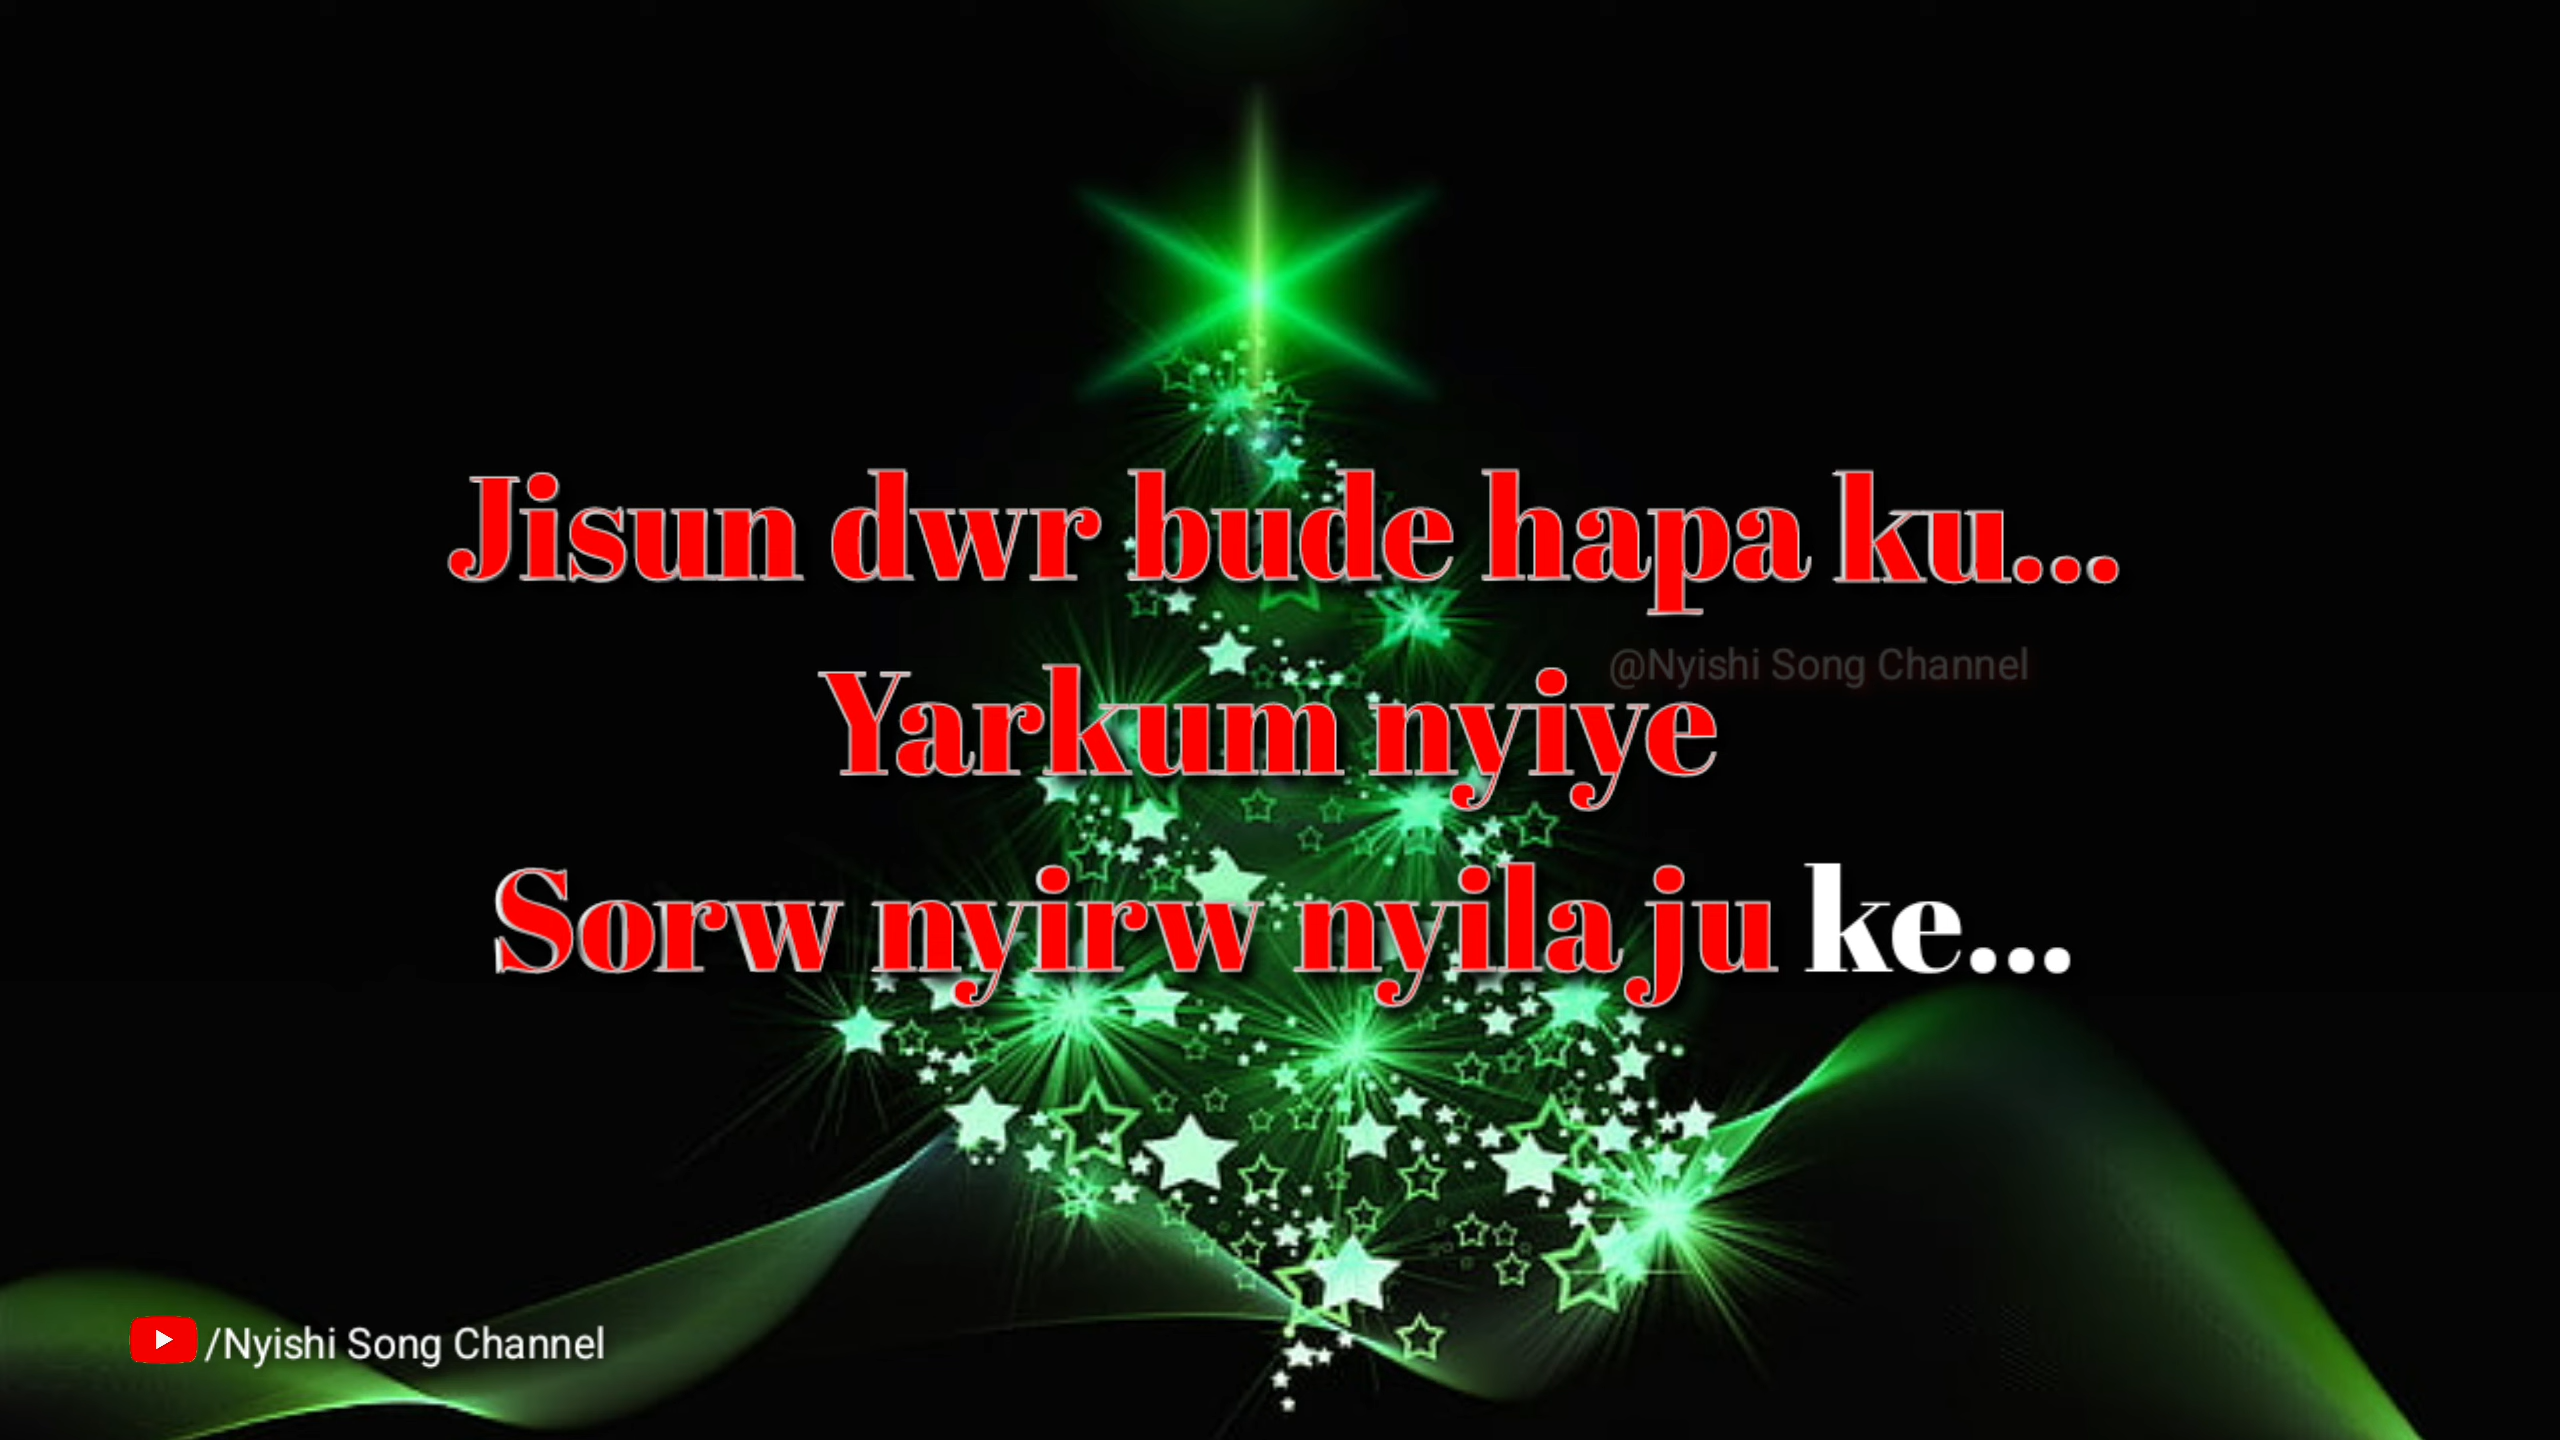 Jisun dwr bude hapa ku...
@Nyishi Song Channel
Yarkum nyiye
Sorw nyirw nyila ju ke...
/Nyishi Song Channel